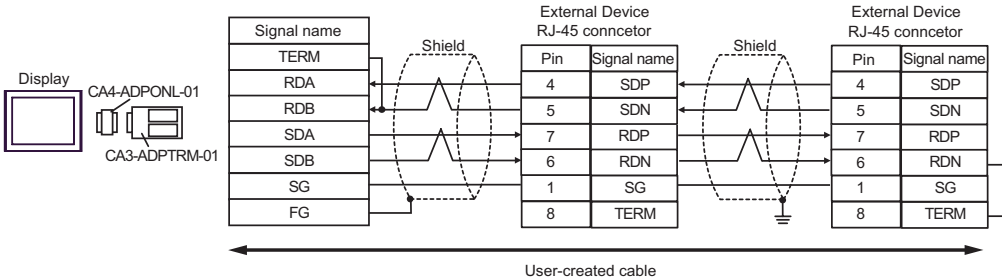 External Device
RJ-45 conncetor
External Device
RJ-45 conncetor
Signal name
Shield
Pin Signal name
Shield
Pin Signal name
Display
CA4-ADPONL-01
CA3-ADPTRM-01
TERM
RDA 4 SDP 4 SDP
RDB 5 SDN 5 SDN
SDA 7 RDP 7 RDP
SDB 6 RDN 6 RDN
SG 1 SG 1 SG
FG 8 TERM 8 TERM
User-created cable